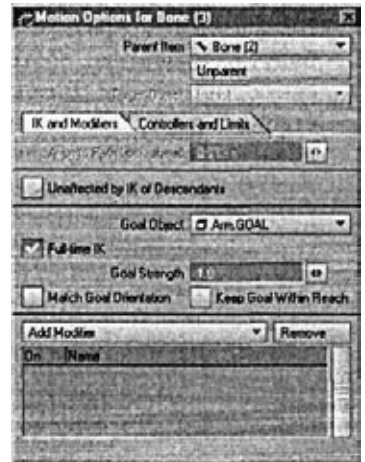 Motion Options for Bone (3)
Parent Item Bone (2)
Unparent
IK and Modifiers Controllers and Limits
Unaffected by IK of Descendants
Goal Object Arm.GOAL
Full-time IK
Goal Strength 1.0
Match Goal Orientation Keep Goal Within Reach
Add Modifier Remove
On Name